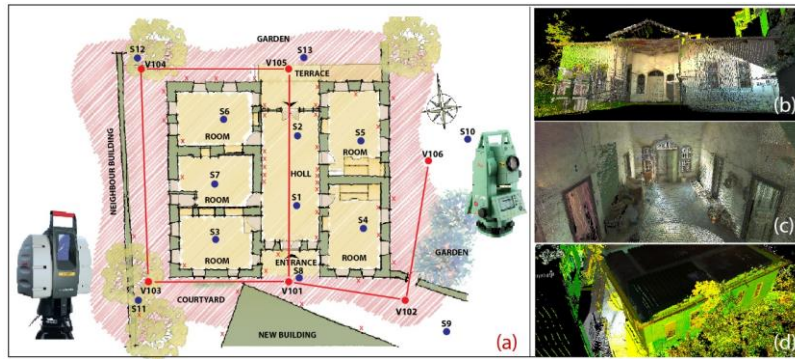 GARDEN
S12
S13
V104
V105
TERRACE
S6
ROOM
S2
S5
ROOM
S10
V106
NEIGHBOUR BUILDING
HOLL
S7
ROOM
S1
S4
S3
ROOM
ROOM
ENTRANCE
GARDEN
S8
V103
V101
S11
COURTYARD
V102
NEW BUILDING
S9
(a)
(b)
(c)
(d)